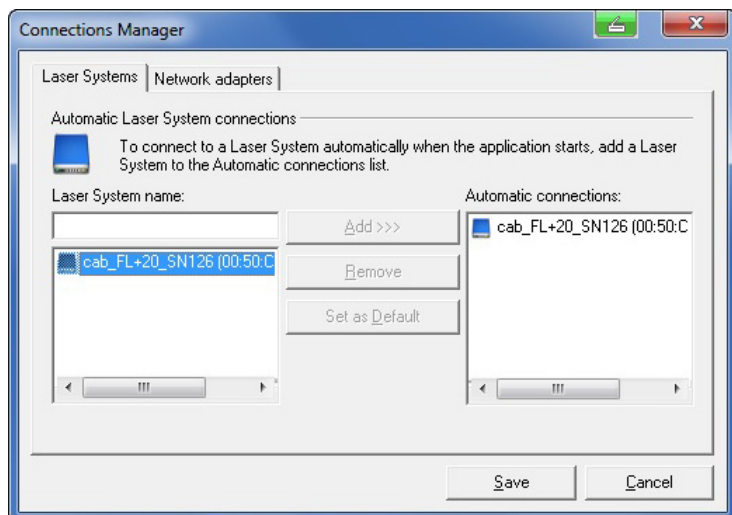 Connections Manager
Laser Systems
Network adapters
Automatic Laser System connections
To connect to a Laser System automatically when the application starts, add a Laser
System to the Automatic connections list.
Laser System name:
Automatic connections:
Add >>>
cab_FL+20_SN126 (00:50:C
cab_FL+20_SN126 (00:50:C
Remove
Set as Default
Save
Cancel